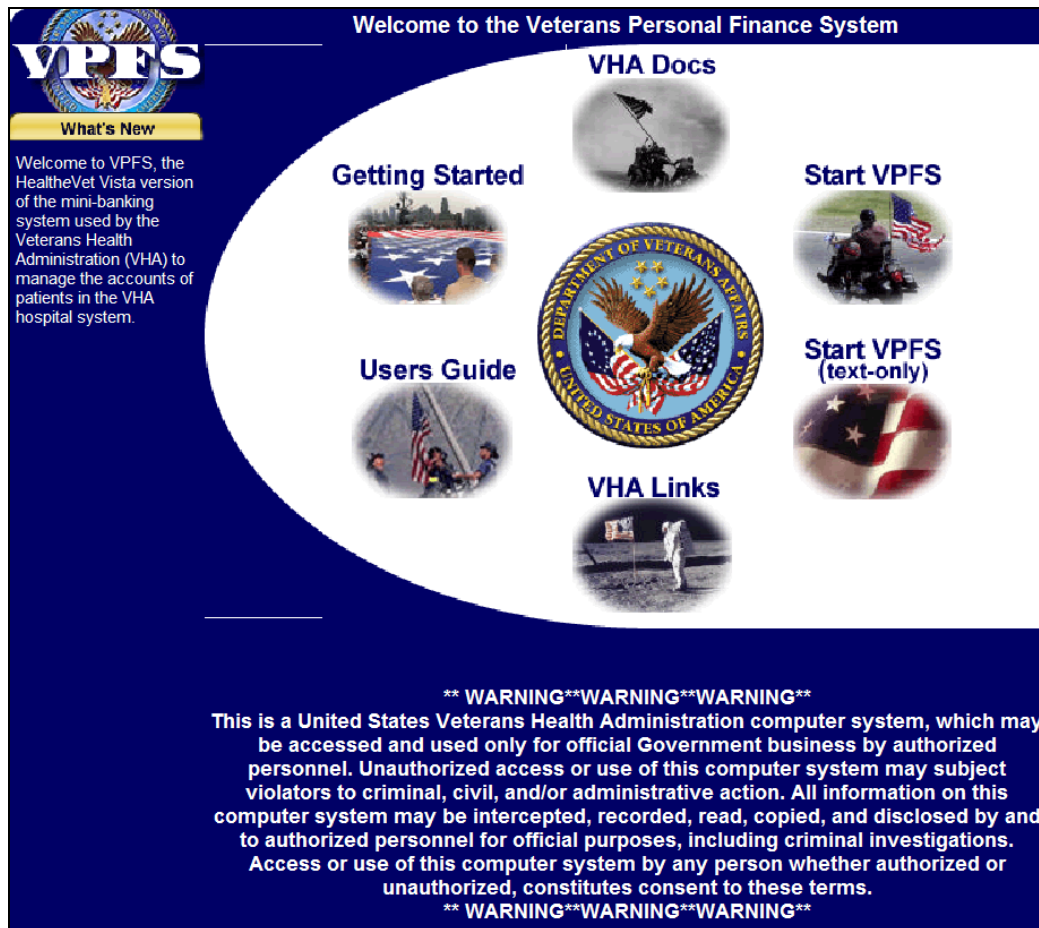 VPFS
Welcome to the Veterans Personal Finance System
What's New
Welcome to VPFS, the
HealtheVet Vista version
of the mini-banking
system used by the
Veterans Health
Administration (VHA) to
manage the accounts of
patients in the VHA
hospital system.
VHA Docs
Getting Started
Start VPFS
DEPARTMENT OF VETERANS AFFAIRS
UNITED STATES OF AMERICA
Users Guide
Start VPFS
(text-only)
VHA Links
** WARNING**WARNING**WARNING**
This is a United States Veterans Health Administration computer system, which may
be accessed and used only for official Government business by authorized
personnel. Unauthorized access or use of this computer system may subject
violators to criminal, civil, and/or administrative action. All information on this
computer system may be intercepted, recorded, read, copied, and disclosed by and
to authorized personnel for official purposes, including criminal investigations.
Access or use of this computer system by any person whether authorized or
unauthorized, constitutes consent to these terms.
** WARNING**WARNING**WARNING**